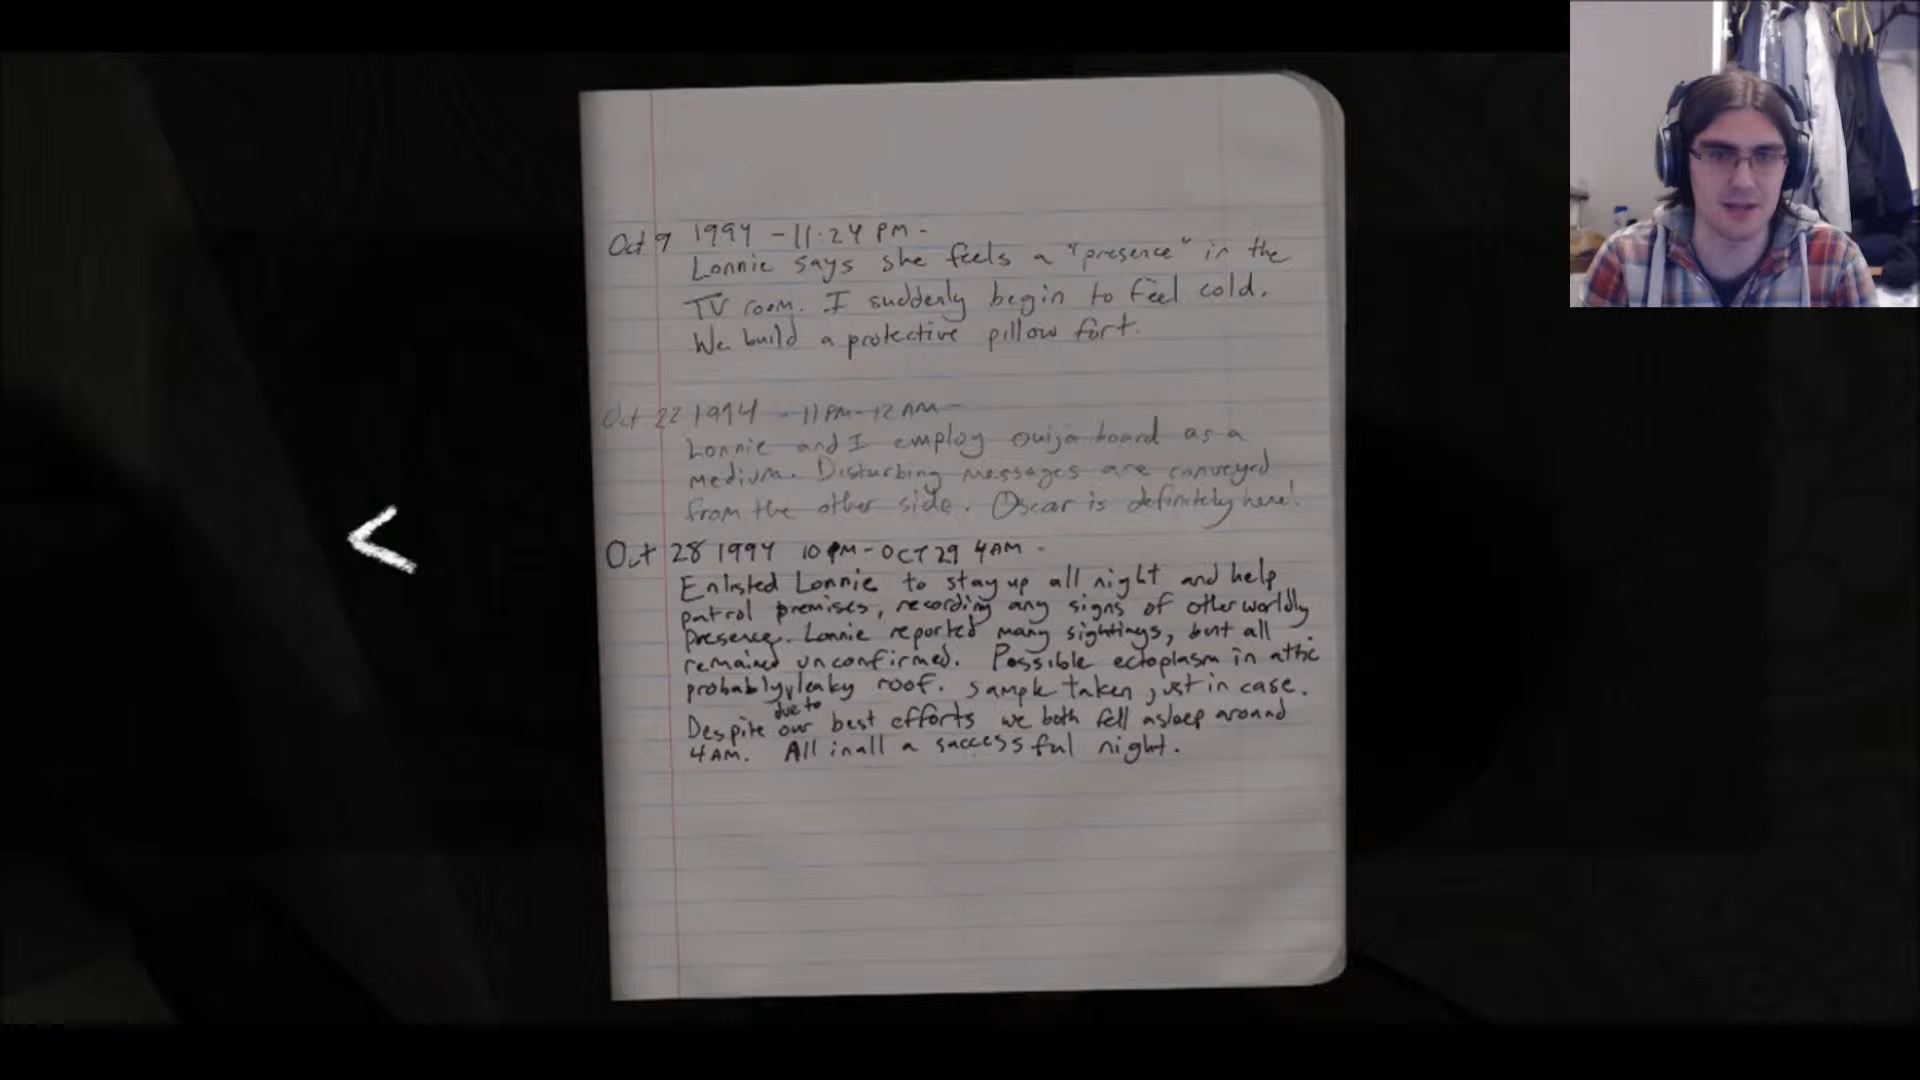 Oct 9 1994 - 11:24 PM -
Lonnie says she feels a "presence" in the
TV room. I suddenly begin to feel cold.
We build a protective pillow fort.
Oct 22 1994 - 11 PM - 12 AM -
Lonnie and I employ ouija board as a
medium. Disturbing messages are conveyed
from the other side. Oscar is definitely here!
Oct 28 1994 10 PM - OCT 29 4 AM -
Enlisted Lonnie to stay up all night and help
patrol premises, recording any signs of otherworldly
presence. Lonnie reported many sightings, but all
remained unconfirmed. Possible ectoplasm in attic
probably due to leaky roof. Sample taken just in case.
Despite our best efforts we both fell asleep around
4 AM. All in all a successful night.